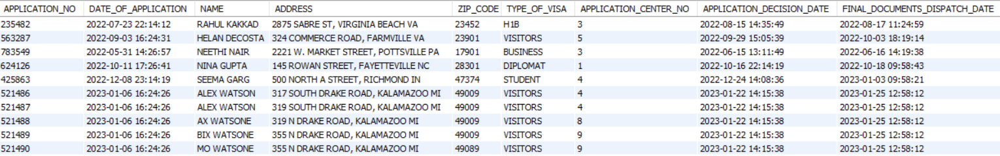 APPLICATION_NO DATE_OF_APPLICATION NAME ADDRESS ZIP_CODE TYPE_OF_VISA APPLICATION_CENTER_NO APPLICATION_DECISION_DATE FINAL_DOCUMENTS_DISPATCH_DATE
235482 2022-07-23 22:14:12 RAHUL KAKKAD 2875 SABRE ST, VIRGINIA BEACH VA 23452 H1B 3 2022-08-15 14:35:49 2022-08-17 11:24:59
563287 2022-09-03 16:24:31 HELAN DECOSTA 324 COMMERCE ROAD, FARMVILLE VA 23901 VISITORS 5 2022-09-29 15:05:39 2022-10-03 18:19:14
783549 2022-05-31 14:26:57 NEETHI NAIR 2221 W. MARKET STREET, POTTSVILLE PA 17901 BUSINESS 3 2022-06-15 13:11:49 2022-06-16 14:19:38
624126 2022-10-11 17:26:41 NINA GUPTA 145 ROWAN STREET, FAYETTEVILLE NC 28301 DIPLOMAT 1 2022-10-16 22:14:19 2022-10-18 09:58:43
425863 2022-12-08 23:14:19 SEEMA GARG 500 NORTH A STREET, RICHMOND IN 47374 STUDENT 4 2022-12-24 14:08:36 2023-01-03 09:58:21
521486 2023-01-06 16:24:26 ALEX WATSON 317 SOUTH DRAKE ROAD, KALAMAZOO MI 49009 VISITORS 4 2023-01-22 14:15:38 2023-01-25 12:58:12
521487 2023-01-06 16:24:26 ALEX WATSON 319 SOUTH DRAKE ROAD, KALAMAZOO MI 49009 VISITORS 4 2023-01-22 14:15:38 2023-01-25 12:58:12
521488 2023-01-06 16:24:26 AX WATSONE 319 N DRAKE ROAD, KALAMAZOO MI 49009 VISITORS 8 2023-01-22 14:15:38 2023-01-25 12:58:12
521489 2023-01-06 16:24:26 BIX WATSONE 355 N DRAKE ROAD, KALAMAZOO MI 49009 VISITORS 9 2023-01-22 14:15:38 2023-01-25 12:58:12
521490 2023-01-06 16:24:26 MO WATSONE 355 N DRAKE ROAD, KALAMAZOO MI 49089 VISITORS 9 2023-01-22 14:15:38 2023-01-25 12:58:12